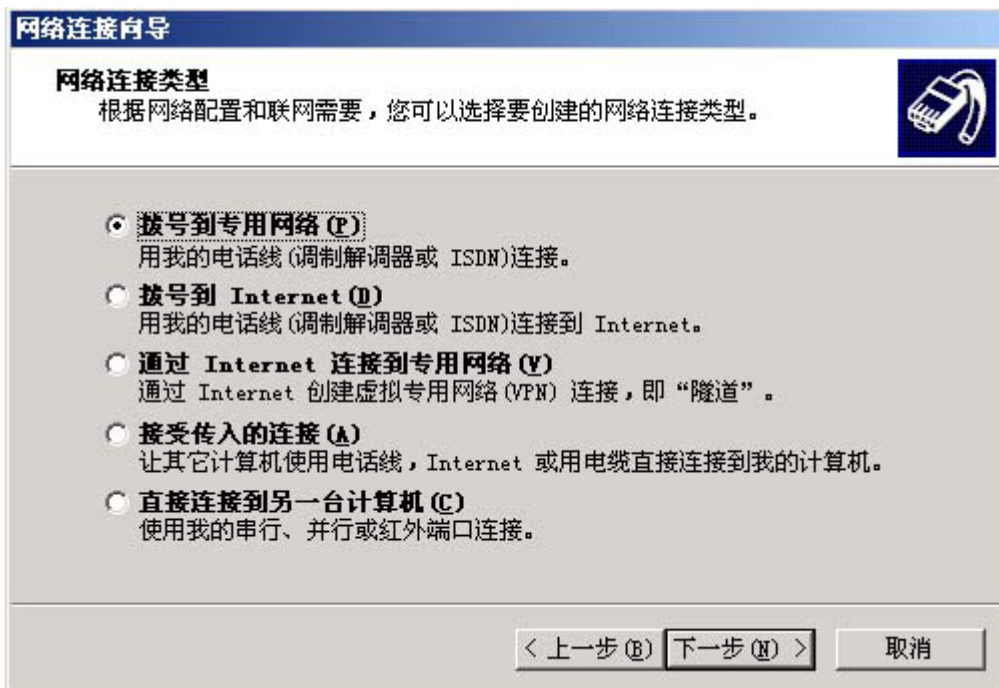 网络连接向导
网络连接类型
根据网络配置和联网需要，您可以选择要创建的网络连接类型。
拨号到专用网络(P)
用我的电话线(调制解调器或 ISDN)连接。
拨号到 Internet(D)
用我的电话线(调制解调器或 ISDN)连接到 Internet。
通过 Internet 连接到专用网络(V)
通过 Internet 创建虚拟专用网络(VPN) 连接，即“隧道”。
接受传入的连接(A)
让其它计算机使用电话线，Internet 或用电缆直接连接到我的计算机。
直接连接到另一台计算机(C)
使用我的串行、并行或红外端口连接。
< 上一步(B) 下一步(N) > 取消